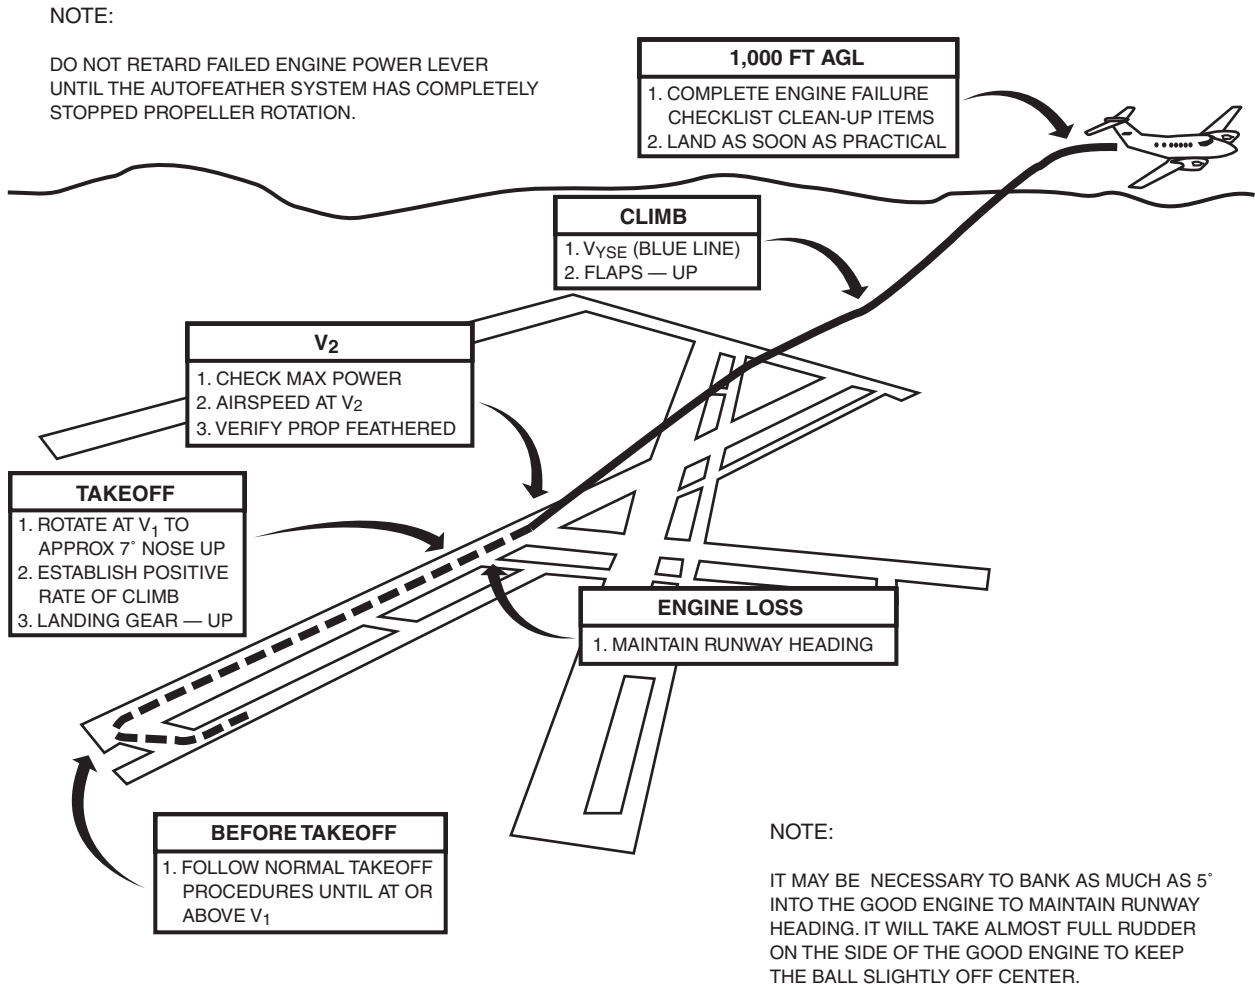 NOTE:
DO NOT RETARD FAILED ENGINE POWER LEVER
UNTIL THE AUTOFEATHER SYSTEM HAS COMPLETELY
STOPPED PROPELLER ROTATION.
1,000 FT AGL
1. COMPLETE ENGINE FAILURE
CHECKLIST CLEAN-UP ITEMS
2. LAND AS SOON AS PRACTICAL
CLIMB
1. VYSE (BLUE LINE)
2. FLAPS — UP
V2
1. CHECK MAX POWER
2. AIRSPEED AT V2
3. VERIFY PROP FEATHERED
TAKEOFF
1. ROTATE AT V1 TO
APPROX 7° NOSE UP
2. ESTABLISH POSITIVE
RATE OF CLIMB
3. LANDING GEAR — UP
ENGINE LOSS
1. MAINTAIN RUNWAY HEADING
BEFORE TAKEOFF
1. FOLLOW NORMAL TAKEOFF
PROCEDURES UNTIL AT OR
ABOVE V1
NOTE:
IT MAY BE NECESSARY TO BANK AS MUCH AS 5°
INTO THE GOOD ENGINE TO MAINTAIN RUNWAY
HEADING. IT WILL TAKE ALMOST FULL RUDDER
ON THE SIDE OF THE GOOD ENGINE TO KEEP
THE BALL SLIGHTLY OFF CENTER.